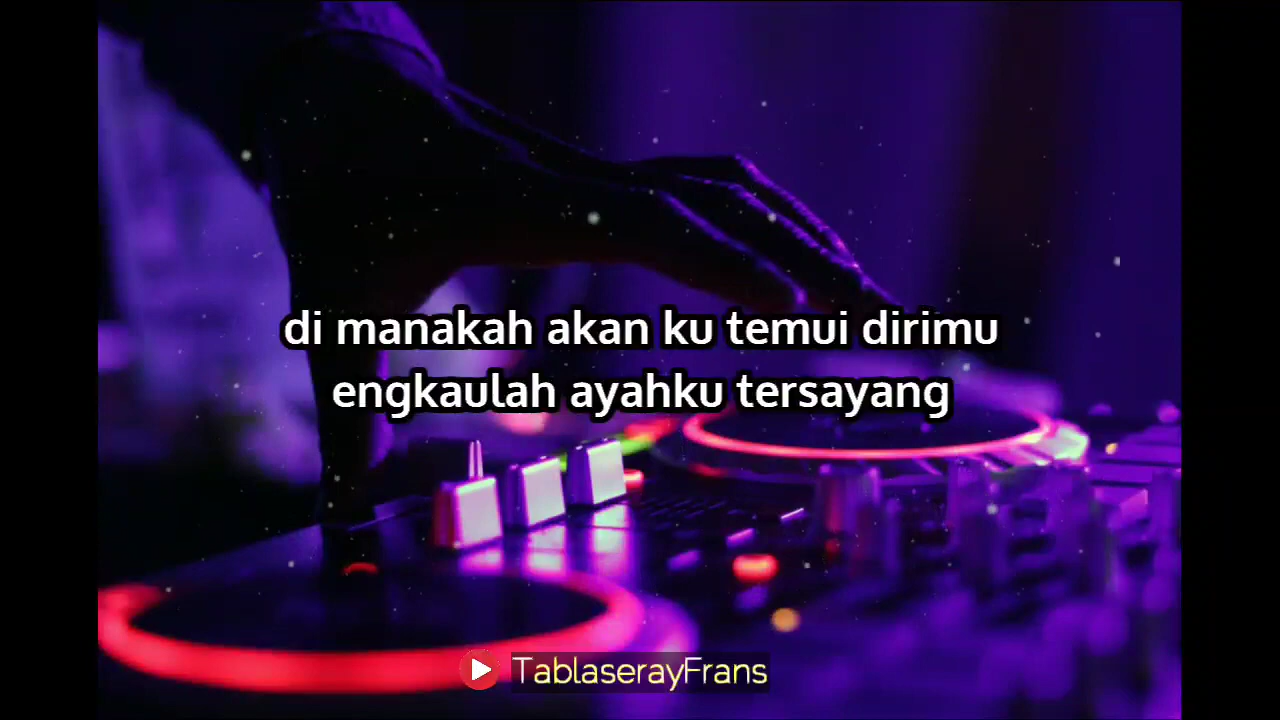 di manakah akan ku temui dirimu
engkaulah ayahku tersayang
TablaserayFrans